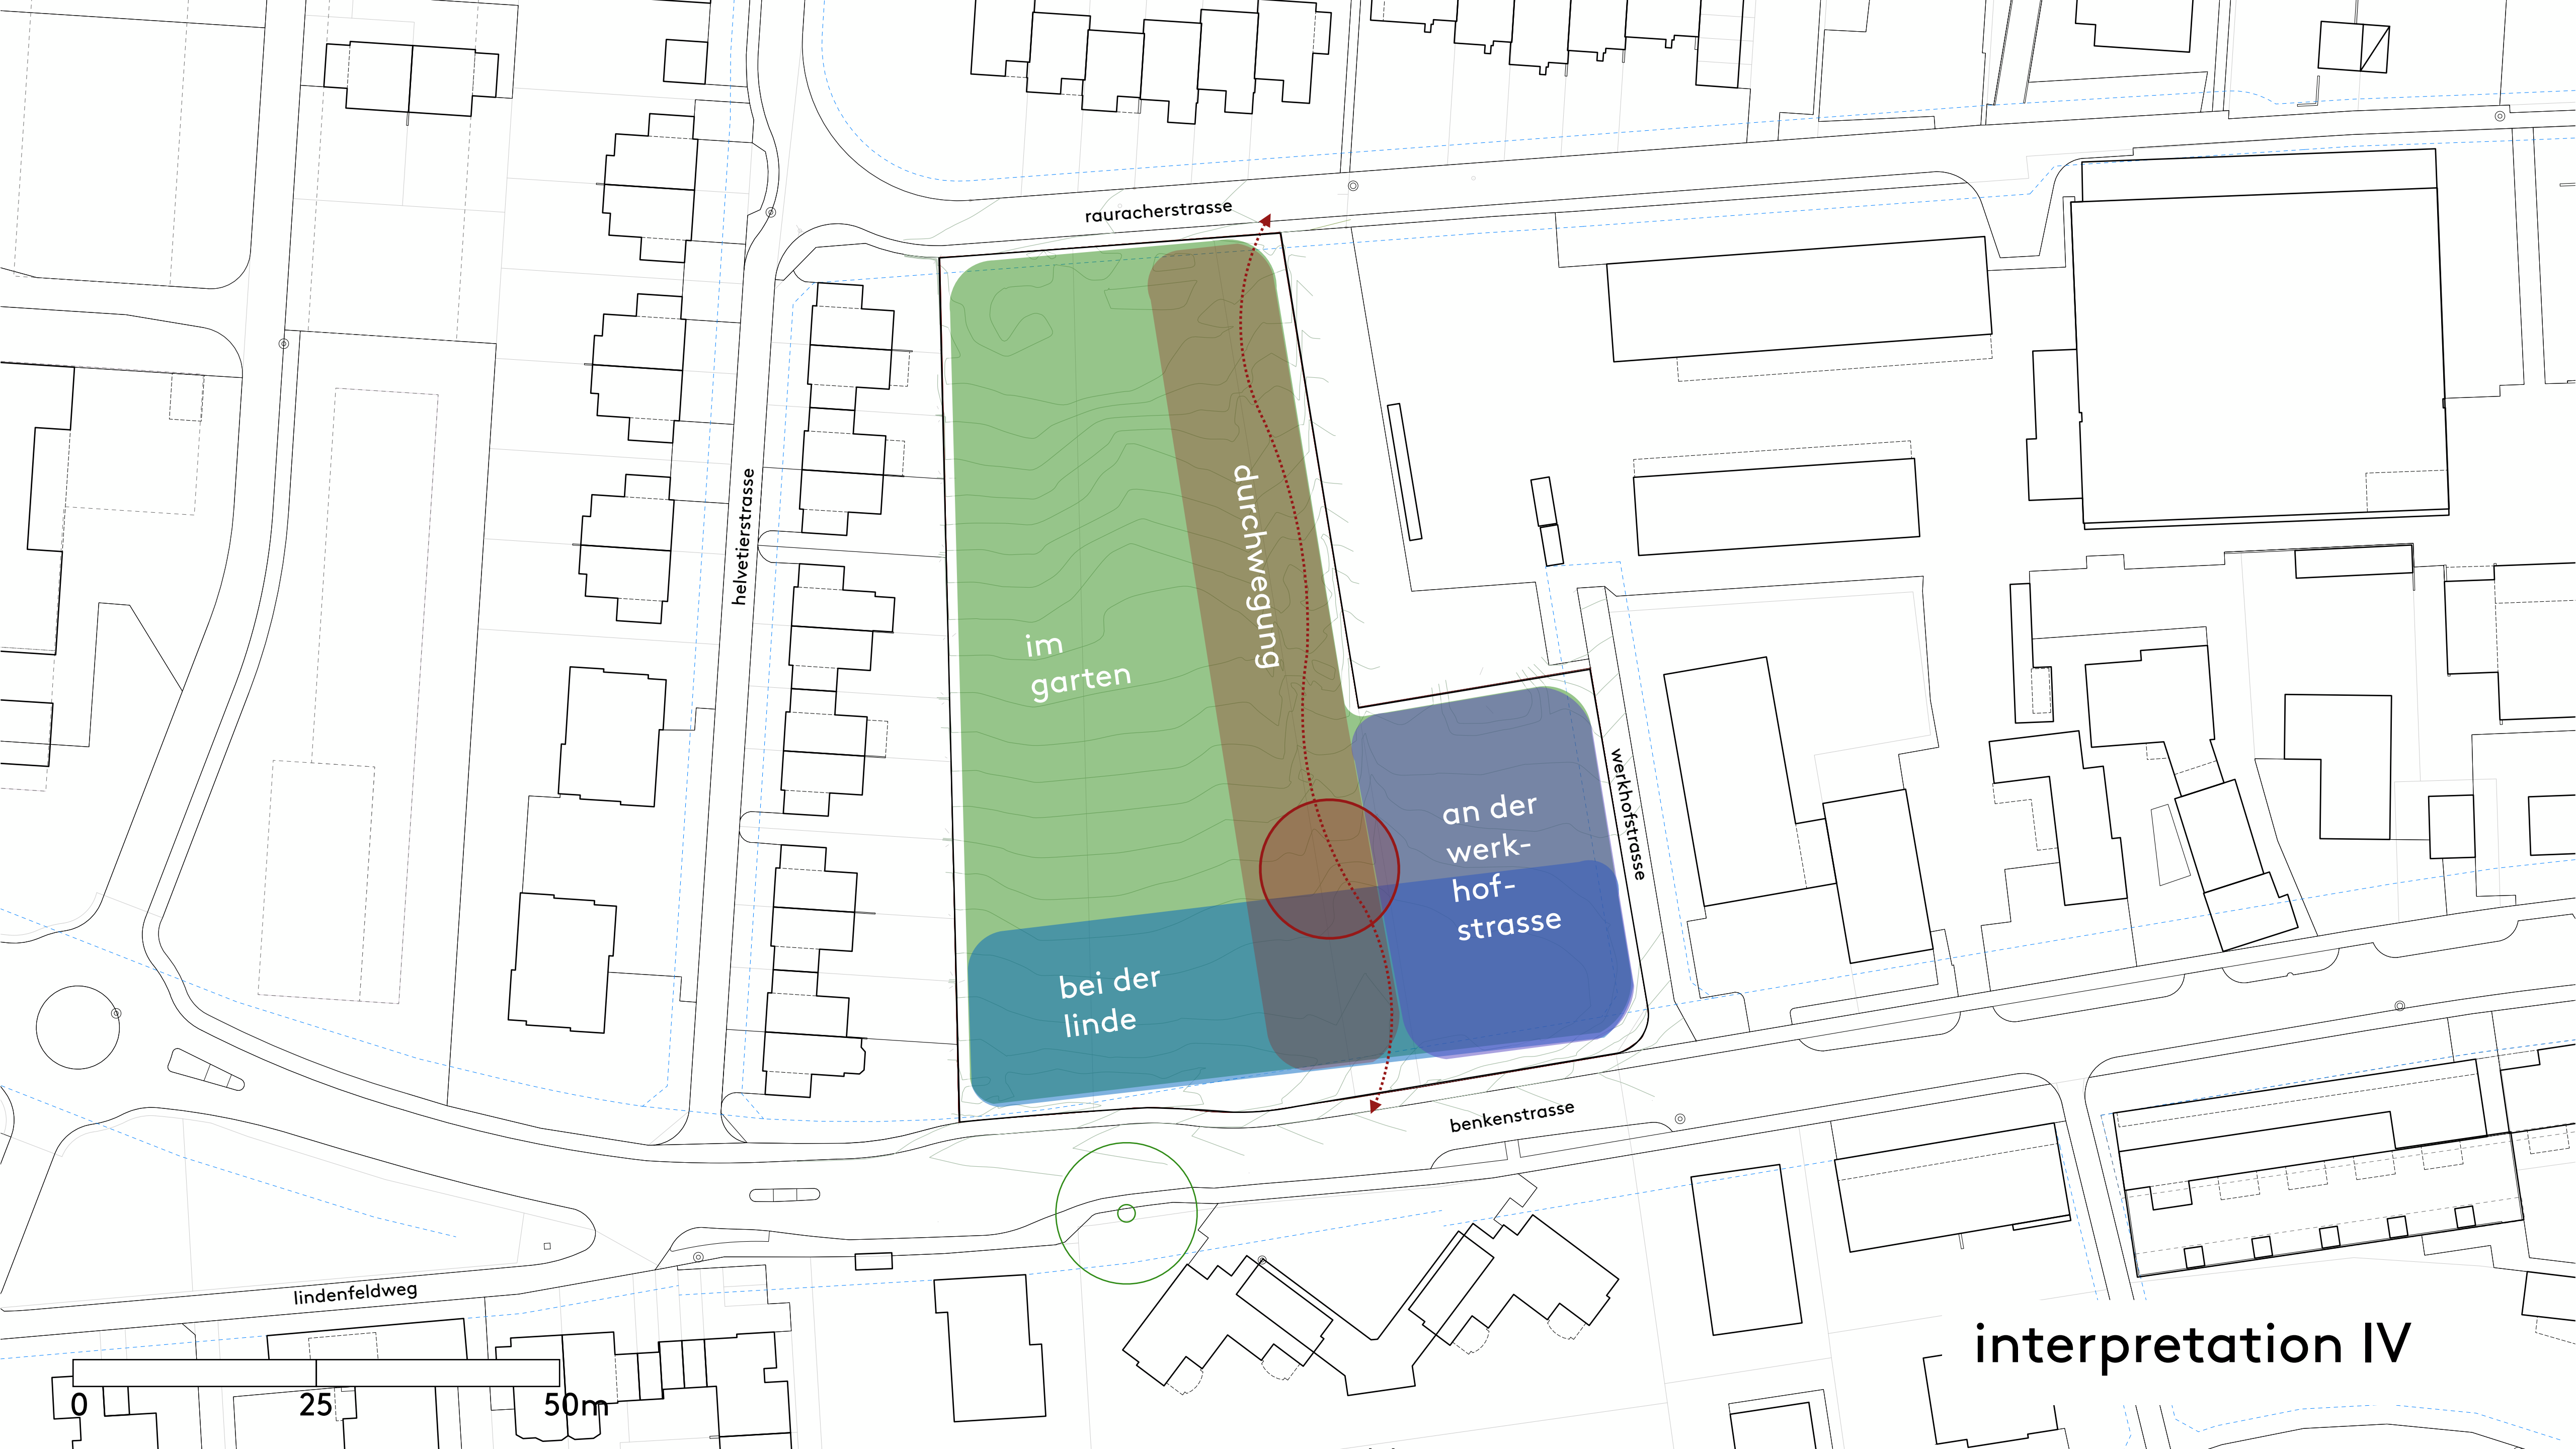 rauracherstrasse
helvetierstrasse
durchwegung
im
garten
werkhofstrasse
an der
werk-
hof-
strasse
bei der
linde
benkenstrasse
lindenfeldweg
interpretation IV
0 25 50m